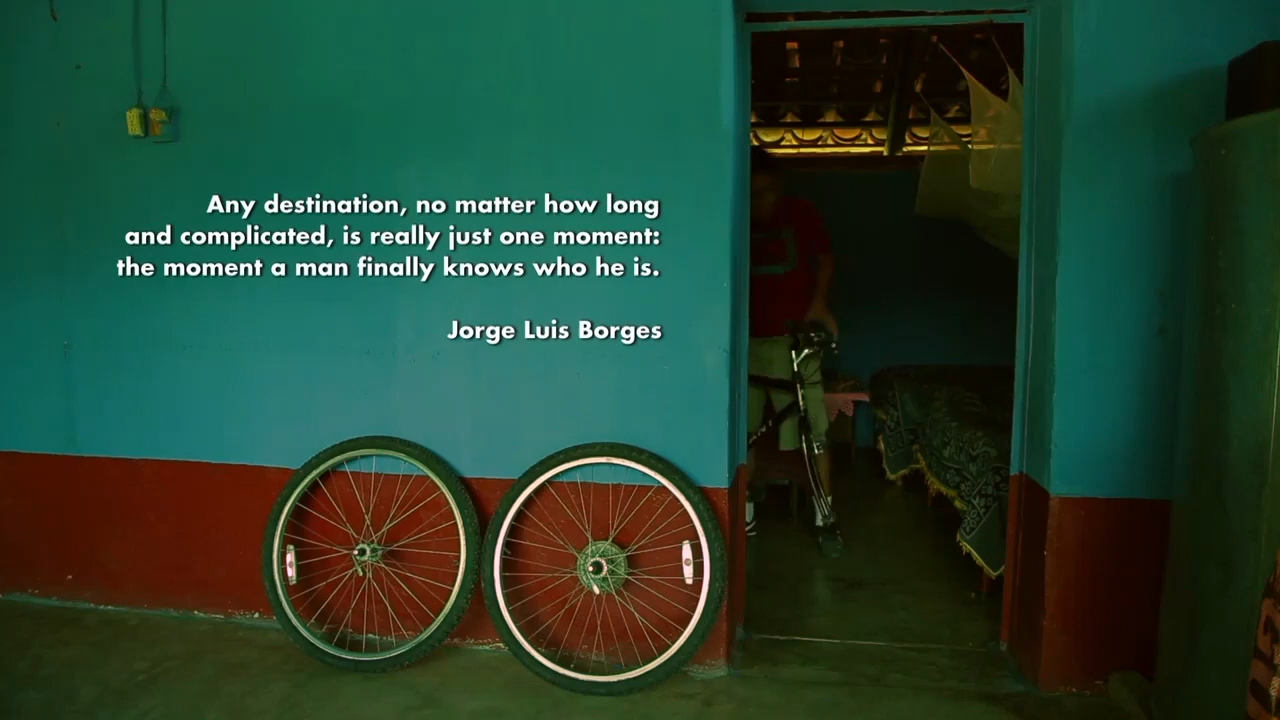 Any destination, no matter how long
and complicated, is really just one moment:
the moment a man finally knows who he is.
Jorge Luis Borges